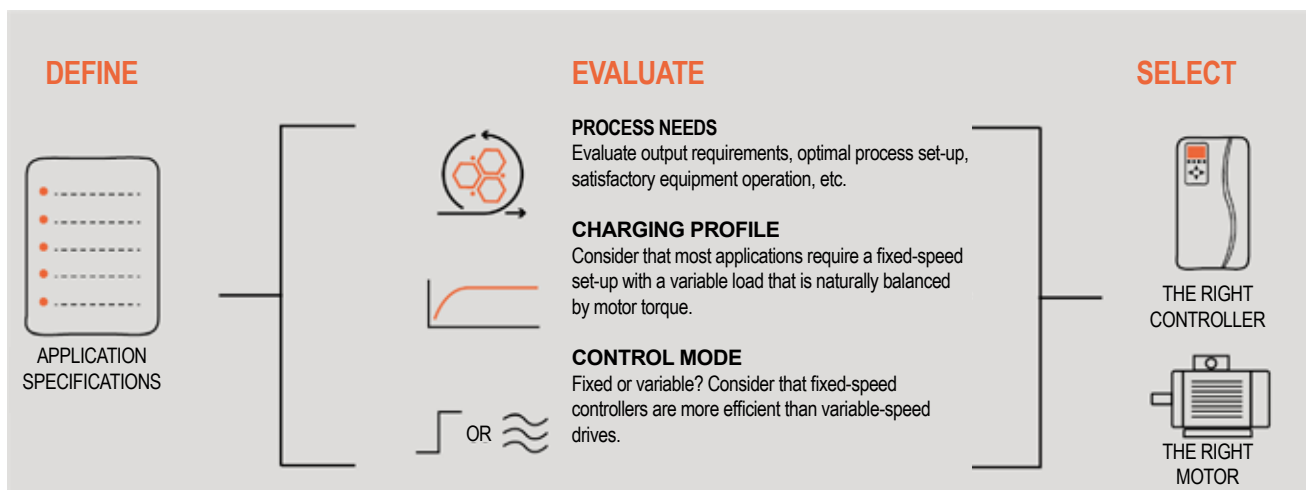 DEFINE
APPLICATION
SPECIFICATIONS
EVALUATE
PROCESS NEEDS
Evaluate output requirements, optimal process set-up,
satisfactory equipment operation, etc.
CHARGING PROFILE
Consider that most applications require a fixed-speed
set-up with a variable load that is naturally balanced
by motor torque.
CONTROL MODE
Fixed or variable? Consider that fixed-speed
controllers are more efficient than variable-speed
drives.
OR
SELECT
THE RIGHT
CONTROLLER
THE RIGHT
MOTOR